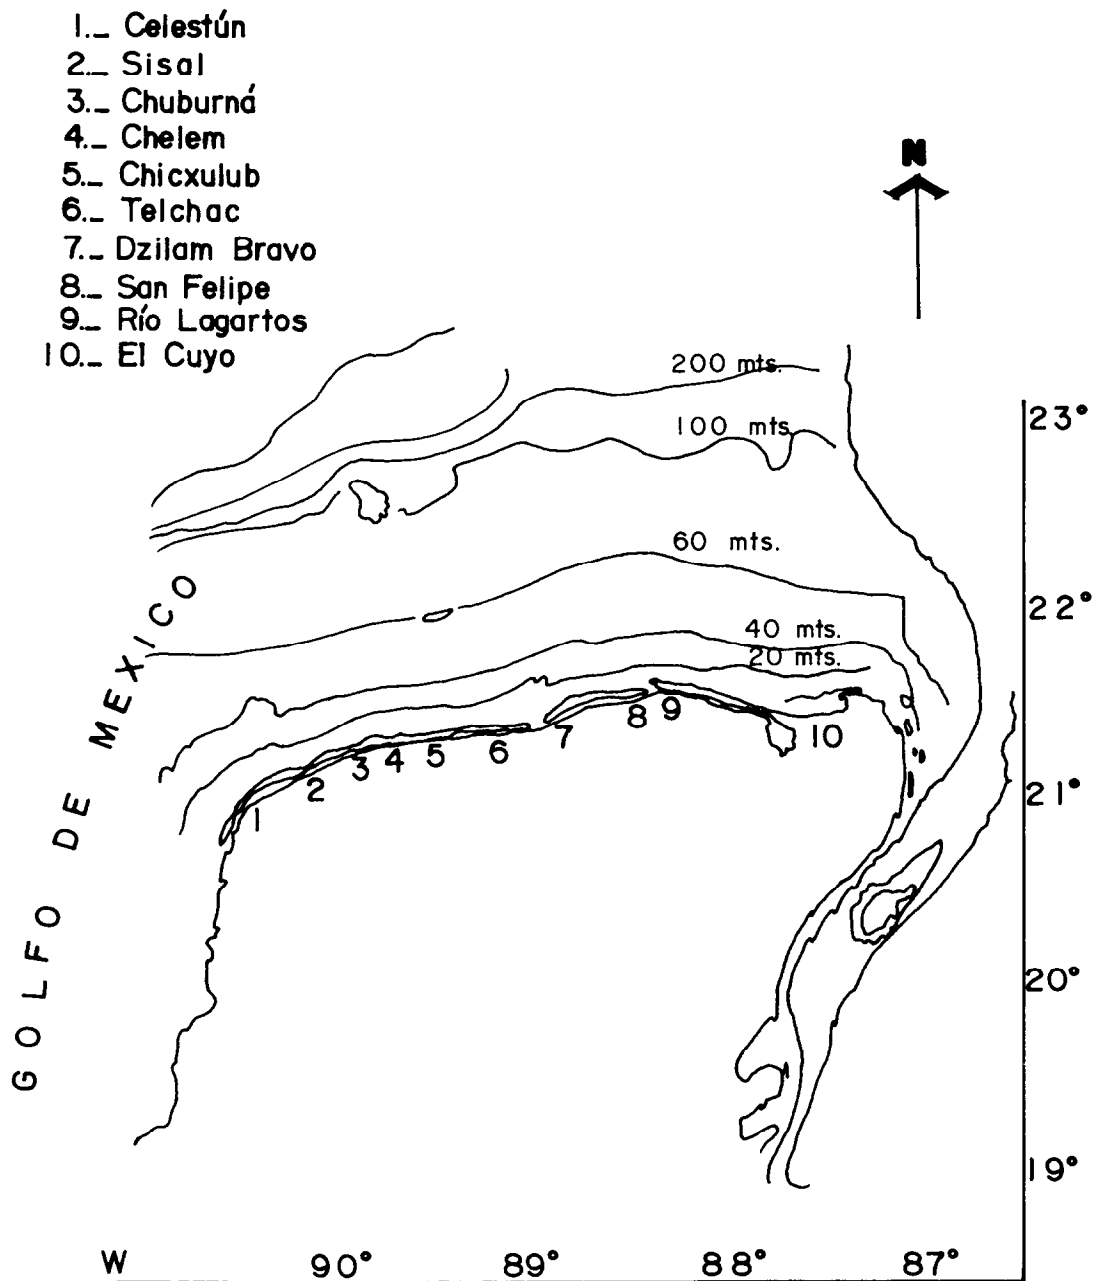 1._ Celestún
2._ Sisal
3._ Chuburná
4._ Chelem
5._ Chicxulub
6._ Telchac
7._ Dzilam Bravo
8._ San Felipe
9._ Río Lagartos
10._ El Cuyo
N
200 mts.
100 mts.
60 mts.
40 mts.
20 mts.
23°
22°
21°
20°
19°
GOLFO DE MEXICO
1
2
3
4
5
6
7
8
9
10
W 90° 89° 88° 87°